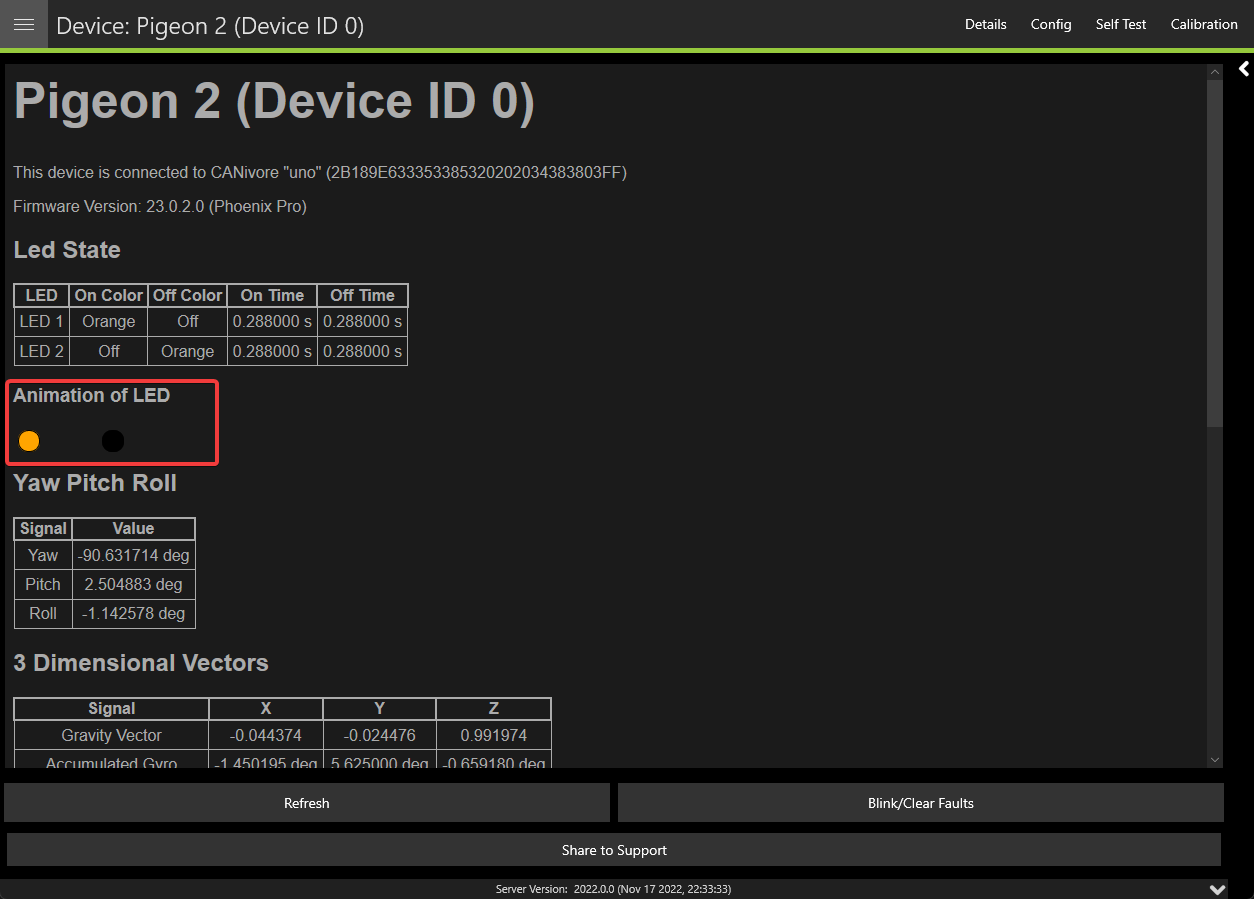 Device: Pigeon 2 (Device ID 0) Details Config Self Test Calibration
Pigeon 2 (Device ID 0)
This device is connected to CANivore "uno" (2B189E6333533853202020343838​03FF)
Firmware Version: 23.0.2.0 (Phoenix Pro)
Led State
LED On Color Off Color On Time Off Time
LED 1 Orange Off 0.288000 s 0.288000 s
LED 2 Off Orange 0.288000 s 0.288000 s
Animation of LED
Yaw Pitch Roll
Signal Value
Yaw -90.631714 deg
Pitch 2.504883 deg
Roll -1.142578 deg
3 Dimensional Vectors
Signal X Y Z
Gravity Vector -0.044374 -0.024476 0.991974
Accumulated Gyro -1.450195 deg 5.625000 deg -0.659180 deg
Refresh Blink/Clear Faults
Share to Support
Server Version: 2022.0.0 (Nov 17 2022, 22:33:33)